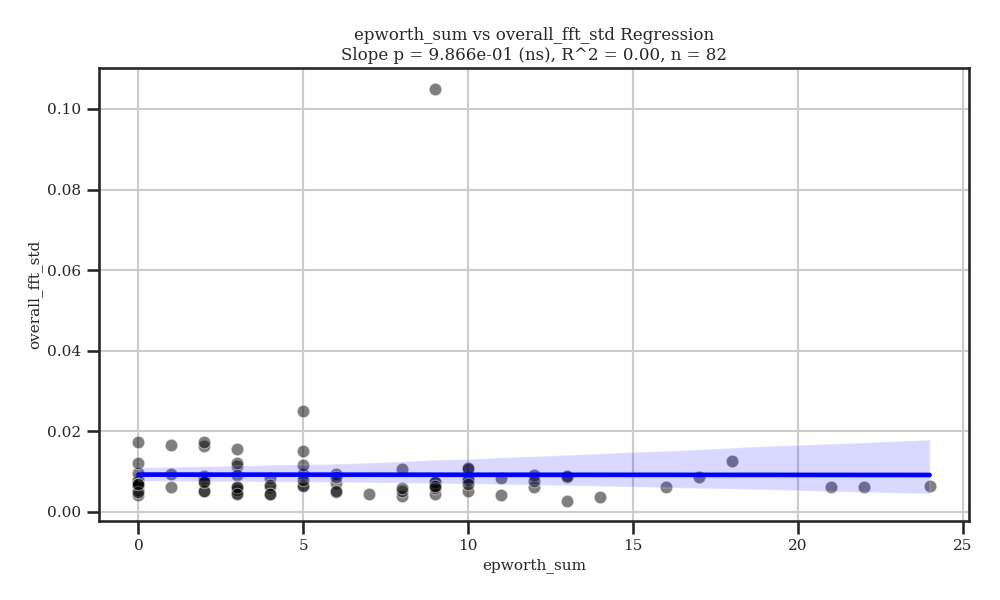 epworth_sum vs overall_fft_std Regression
Slope p = 9.866e-01 (ns), R^2 = 0.00, n = 82
overall_fft_std
0.10
0.08
0.06
0.04
0.02
0.00
0 5 10 15 20 25
epworth_sum